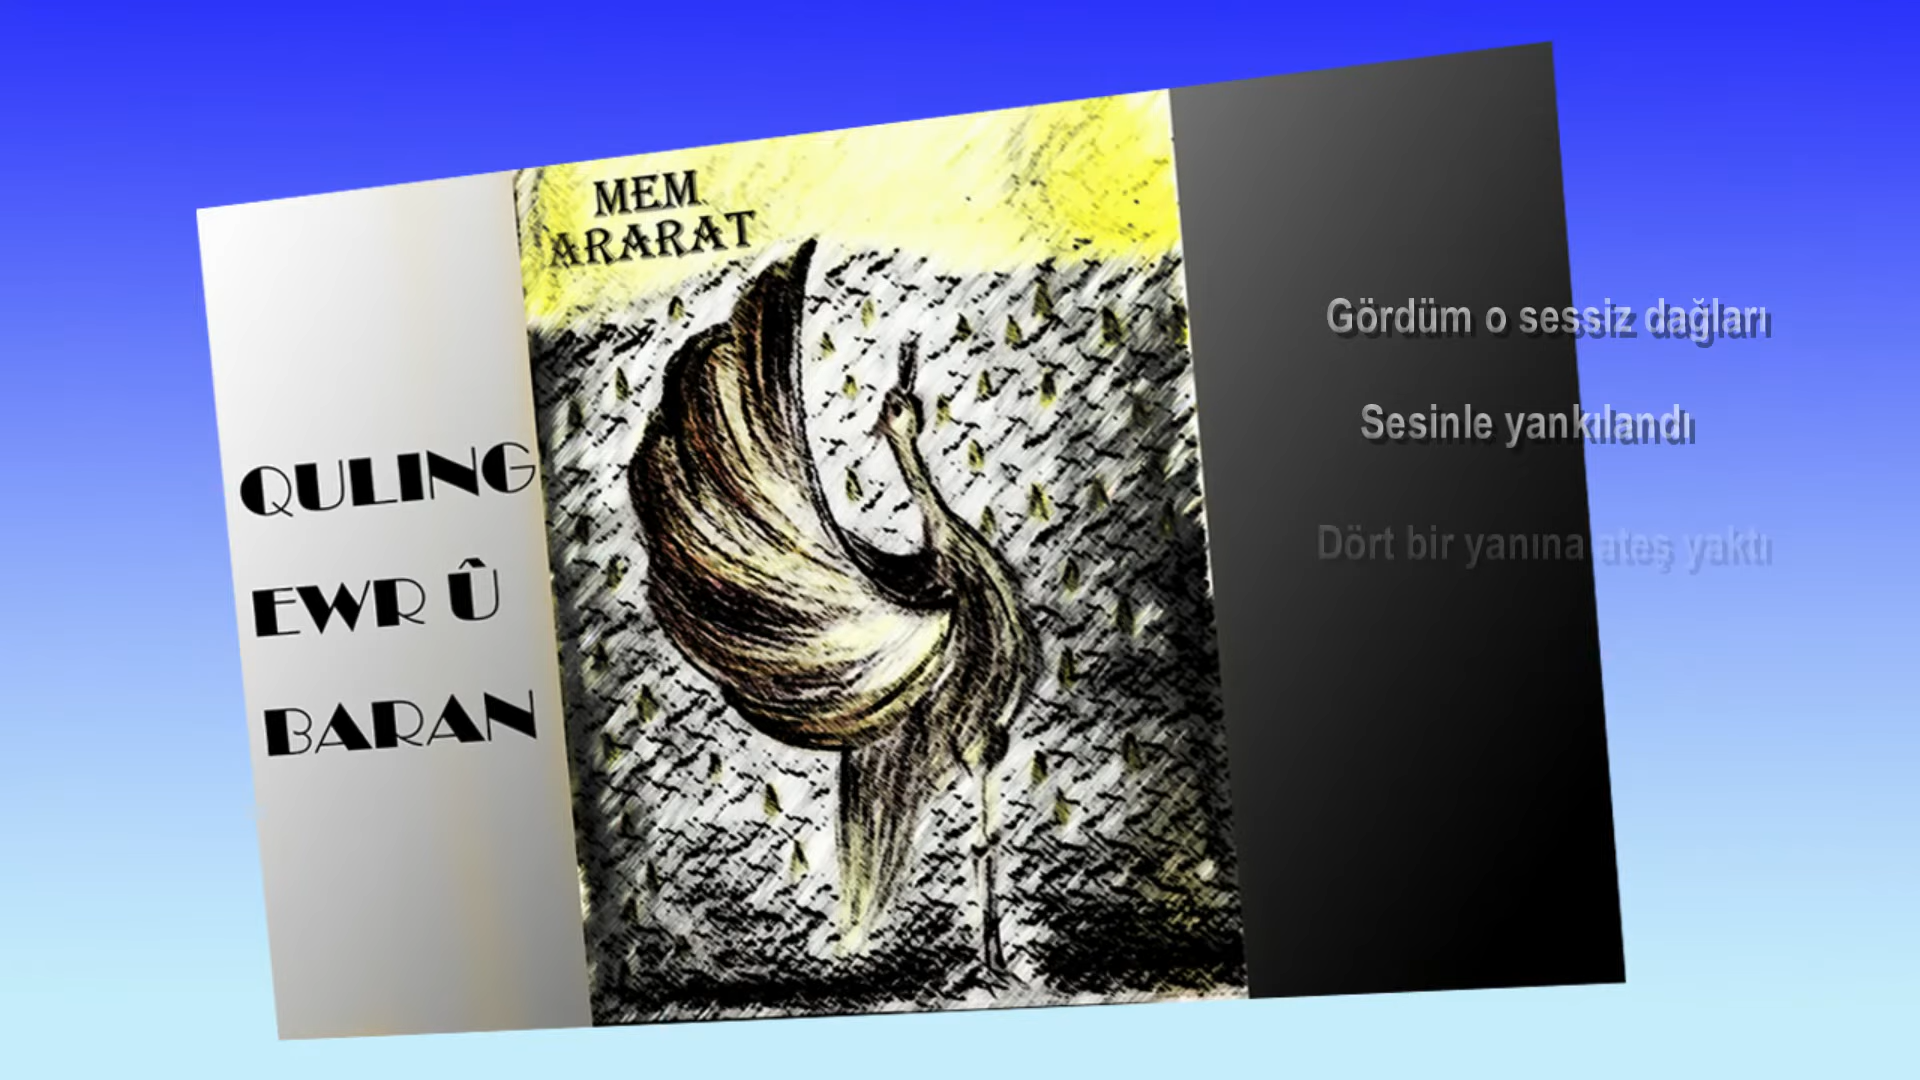 MEM
ARARAT
QULING
EWR Û
BARAN
Gördüm o sessiz dağları
Sesinle yankılandı
Dört bir yanına ateş yaktı